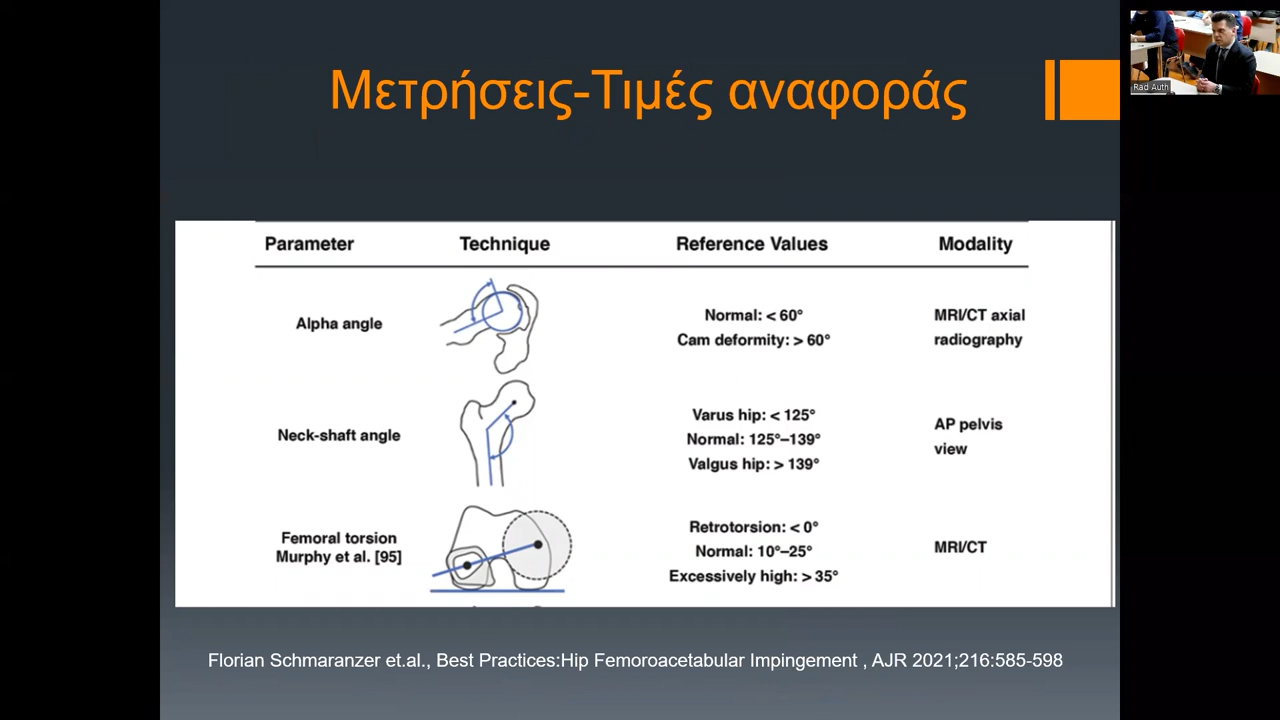 Μετρήσεις-Τιμές αναφοράς
Rad Auth
Parameter Technique Reference Values Modality
Alpha angle
Normal: < 60°
Cam deformity: > 60°
MRI/CT axial
radiography
Neck-shaft angle
Varus hip: < 125°
Normal: 125°–139°
Valgus hip: > 139°
AP pelvis
view
Femoral torsion
Murphy et al. [95]
Retrotorsion: < 0°
Normal: 10°–25°
Excessively high: > 35°
MRI/CT
Florian Schmaranzer et.al., Best Practices:Hip Femoroacetabular Impingement , AJR 2021;216:585-598